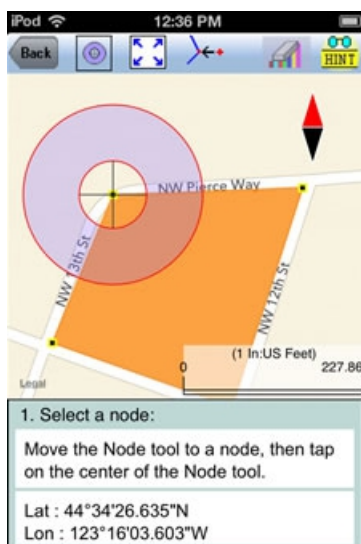 iPod 12:36 PM
Back
HINT
NW Pierce Way
NW 13th St
NW 12th St
(1 In:US Feet)
0 227.86
Legal
1. Select a node:
Move the Node tool to a node, then tap
on the center of the Node tool.
Lat : 44°34'26.635"N
Lon : 123°16'03.603"W